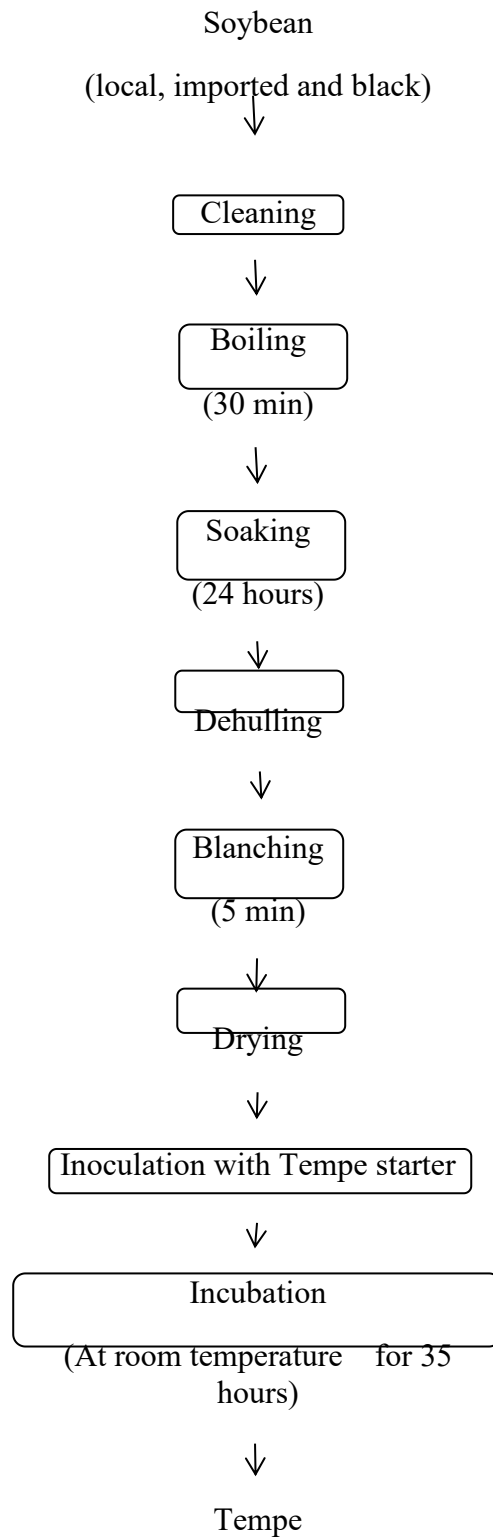 Soybean
(local, imported and black)
Cleaning
Boiling
(30 min)
Soaking
(24 hours)
Dehulling
Blanching
(5 min)
Drying
Inoculation with Tempe starter
Incubation
(At room temperature for 35
hours)
Tempe